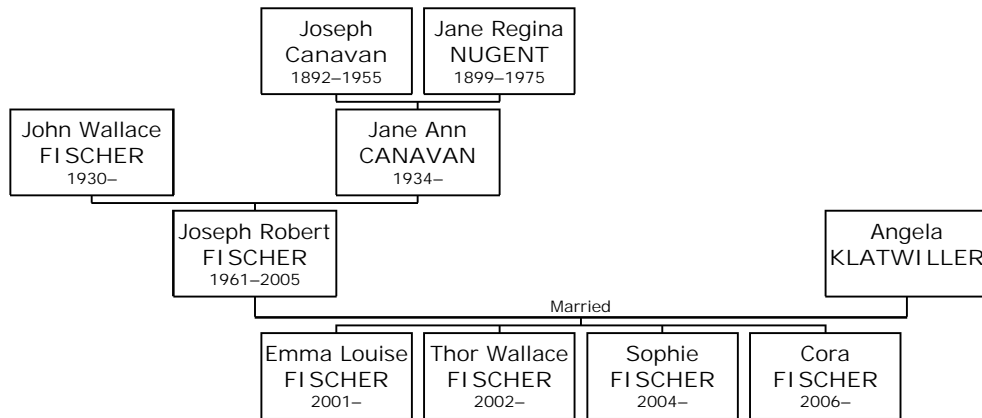 Joseph
Canavan
1892–1955
Jane Regina
NUGENT
1899–1975
John Wallace
FISCHER
1930–
Jane Ann
CANAVAN
1934–
Joseph Robert
FISCHER
1961–2005
Angela
KLATWILLER
Married
Emma Louise
FISCHER
2001–
Thor Wallace
FISCHER
2002–
Sophie
FISCHER
2004–
Cora
FISCHER
2006–